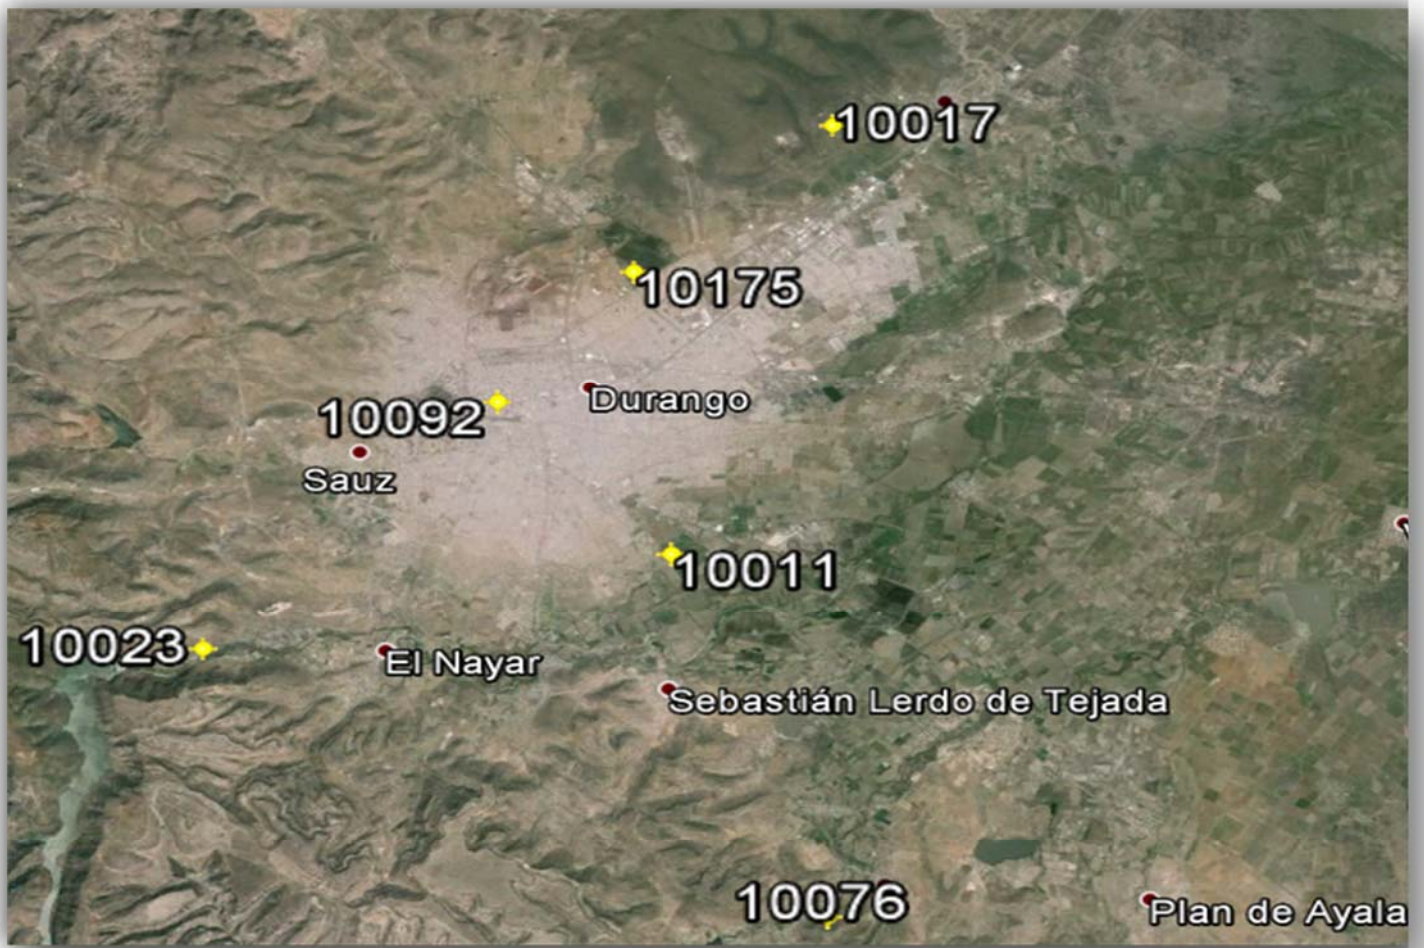 10017
10175
Durango
10092
Sauz
10011
10023
El Nayar
Sebastián Lerdo de Tejada
10076
Plan de Ayala